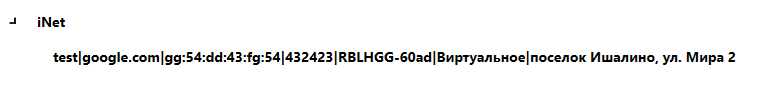 iNet
test|google.com|gg:54:dd:43:fg:54|432423|RBLHGG-60ad|Виртуальное|поселок Ишалино, ул. Мира 2